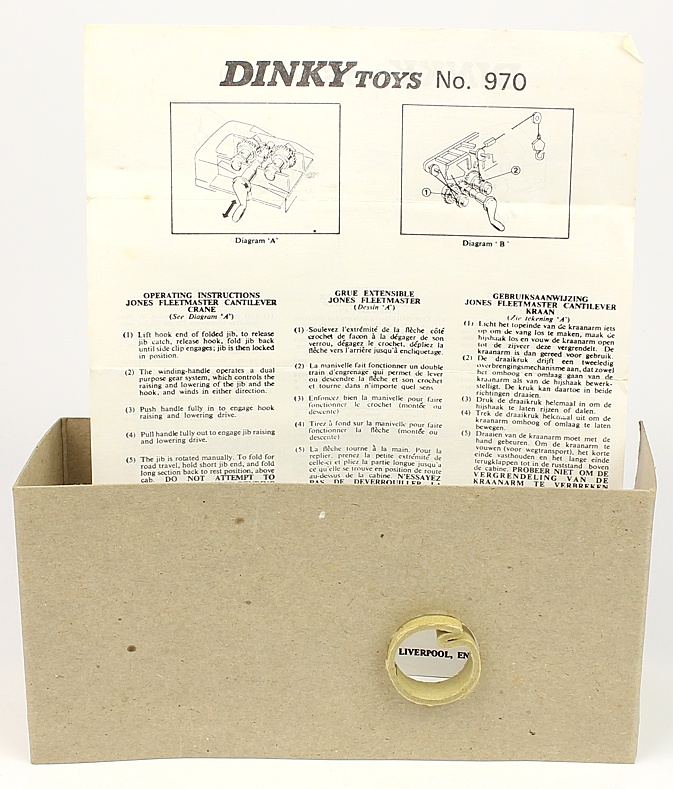 DINKY TOYS No. 970
①
②
Diagram 'A'
Diagram 'B'
OPERATING INSTRUCTIONS
JONES FLEETMASTER CANTILEVER
CRANE
(See Diagram 'A')
(1) Lift hook end of folded jib, to release
jib catch, release hook, fold jib back
until side clip engages; jib is then locked
in position.
(2) The winding-handle operates a dual
purpose gear system, which controls the
raising and lowering of the jib and the
hook, and winds in either direction.
(3) Push handle fully in to engage hook
raising and lowering drive.
(4) Pull handle fully out to engage jib raising
and lowering drive.
(5) The jib is rotated manually. To fold for
road travel, hold short jib end, and fold
long section back to rest position, above
cab. DO NOT ATTEMPT TO
GRUE EXTENSIBLE
JONES FLEETMASTER
(Dessin 'A')
(1) Soulevez l'extrémité de la flèche côté
crochet de façon à la dégager de son
verrou, dégagez le crochet, dépliez la
flèche vers l'arrière jusqu'à encliquetage.
(2) La manivelle fait fonctionner un double
train d'engrenage qui permet de lever
ou descendre la flèche et son crochet
et tourne dans n'importe quel sens
(3) Enfoncez bien la manivelle pour faire
fonctionner le crochet (montée ou
descente)
(4) Tirez à fond sur la manivelle pour faire
fonctionner la flèche (montée ou
descente)
(5) La flèche tourne à la main. Pour la
replier, prenez la petite extrémité de
celle-ci et pliez la partie longue jusqu'à
ce qu'elle se trouve en position de route
au-dessus de la cabine. N'ESSAYEZ
PAS DE DEVERROUILLER LA
GEBRUIKSAANWIJZING
JONES FLEETMASTER CANTILEVER
KRAAN
(Zie tekening 'A')
(1) Licht het topeinde van de kraanarm iets
op om de vang los te maken, maak de
hijshaak los en vouw de kraanarm open
tot de zijveer deze vergrendelt. De
kraanarm is dan gereed voor gebruik.
(2) De draaikruk drijft een tweeledig
overbrengingsmechanisme aan, dat zowel
het omhoog en omlaag gaan van de
kraanarm als van de hijshaak bewerk-
stelligt. De kruk kan daartoe in beide
richtingen draaien.
(3) Druk de draaikruk helemaal in om de
hijshaak te laten rijzen of dalen.
(4) Trek de draaikruk helemaal uit om de
kraanarm omhoog of omlaag te laten
bewegen.
(5) Draaien van de kraanarm moet met de
hand gebeuren. Om de kraanarm te
vouwen (voor wegtransport), het korte
einde vasthouden en het lange einde
terugklappen tot in de ruststand boven
de cabine. PROBEER NIET OM DE
VERGRENDELING VAN DE
KRAANARM TE VERBREKEN
LIVERPOOL, EN